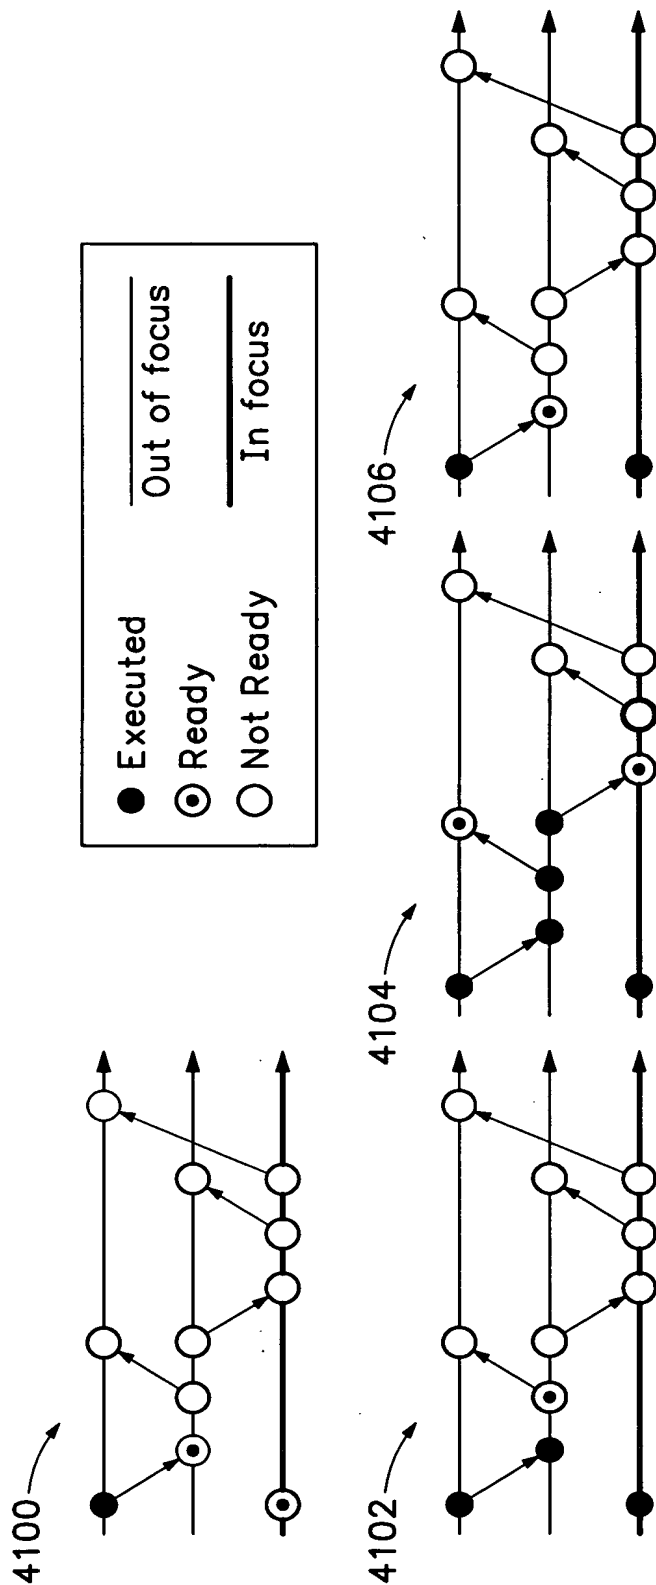 4100
Executed
Ready
Not Ready
Out of focus
In focus
4102
4104
4106